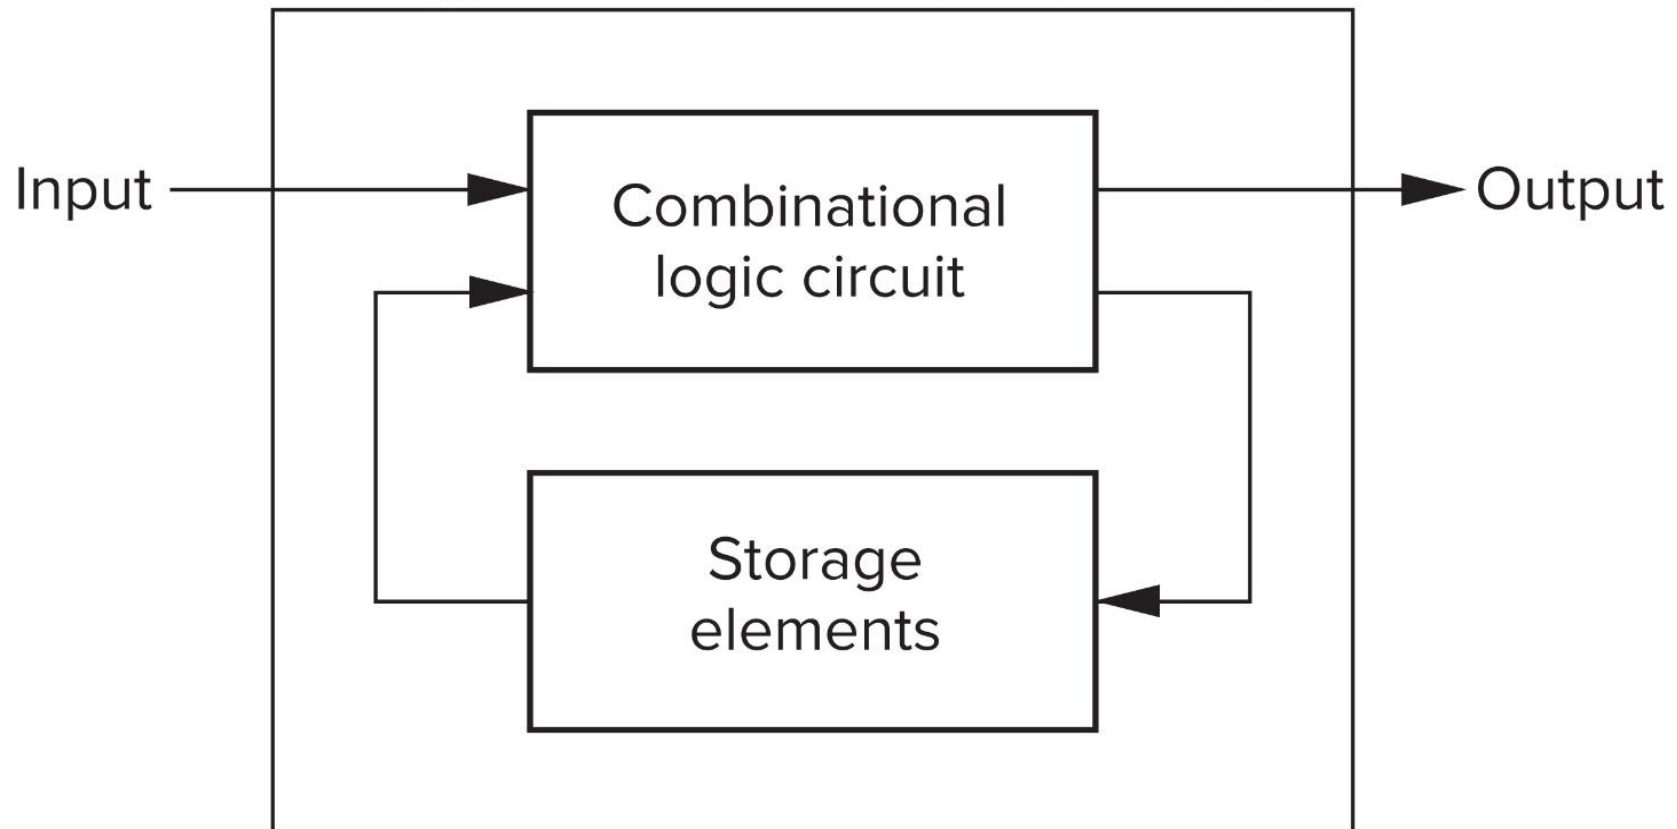 Input
Combinational
logic circuit
Output
Storage
elements